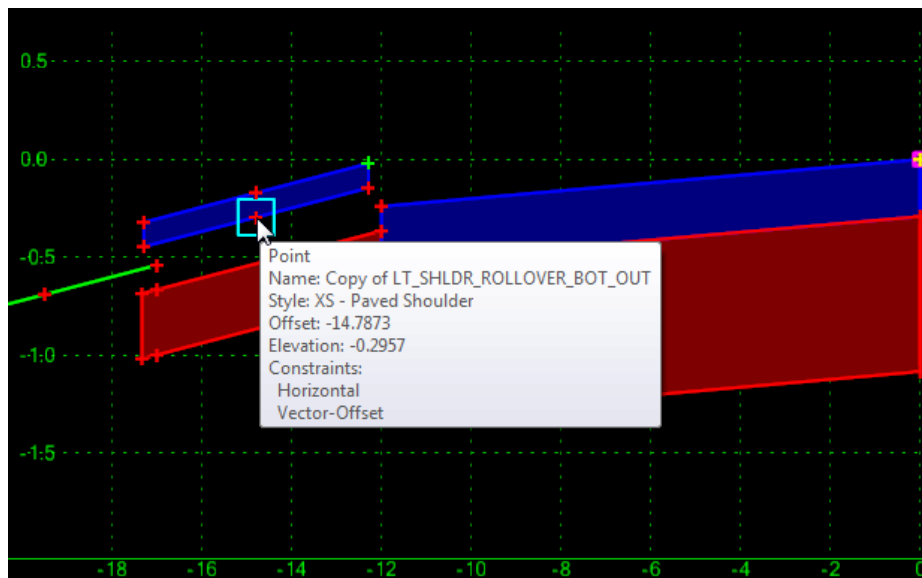 0.5
0.0
-0.5
Point
Name: Copy of LT_SHLDR_ROLLOVER_BOT_OUT
Style: XS - Paved Shoulder
Offset: -14.7873
Elevation: -0.2957
Constraints:
Horizontal
Vector-Offset
-1.0
-1.5
-18 -16 -14 -12 -10 -8 -6 -4 -2 0